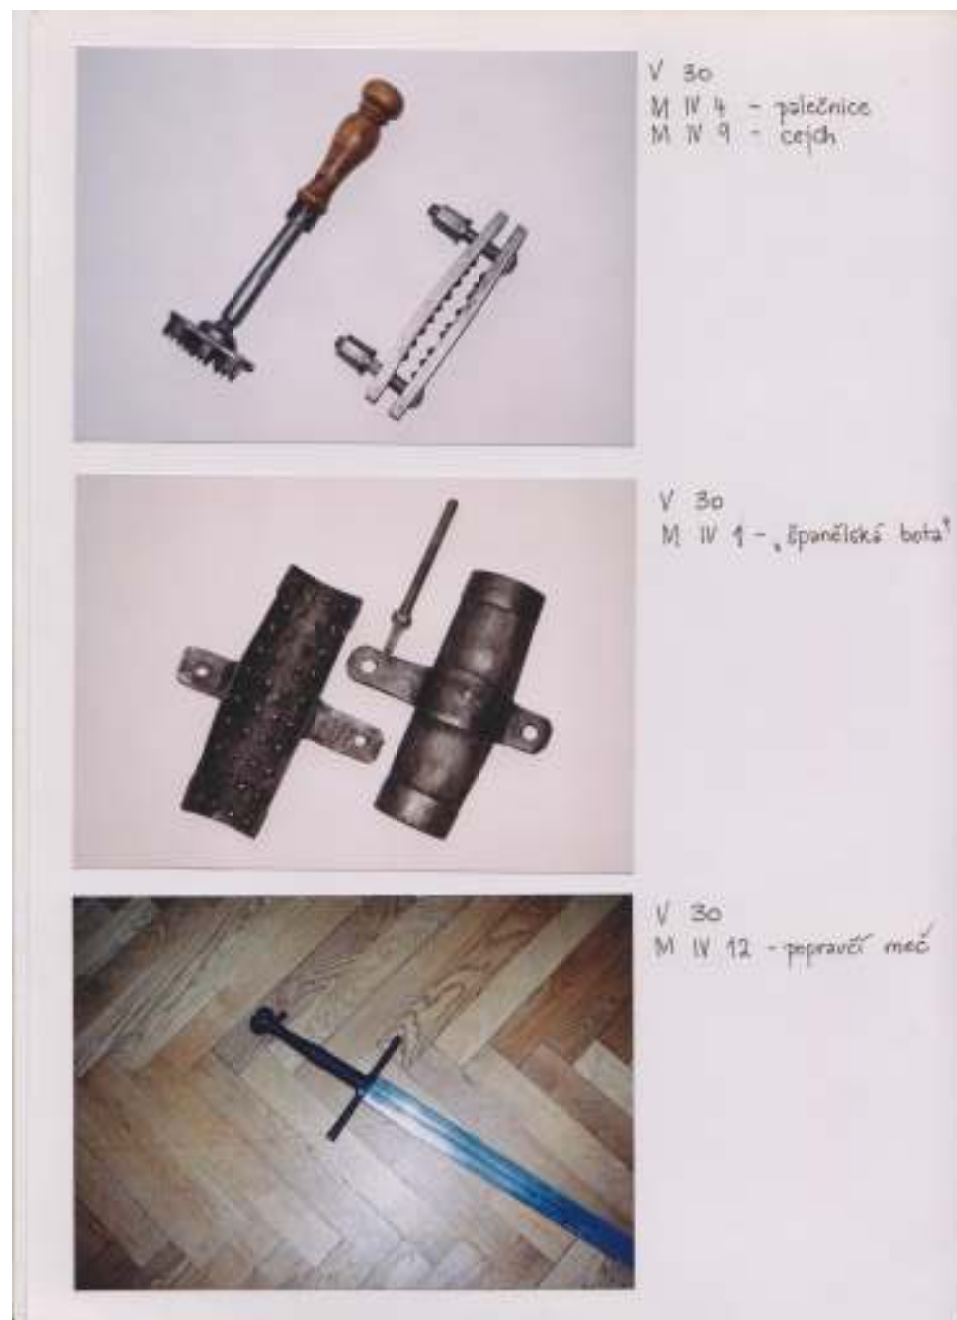 V 30
M IV 4 - palečnice
M IV 9 - cejch
V 30
M IV 1 - „španělská bota"
V 30
M IV 12 - popravčí meč